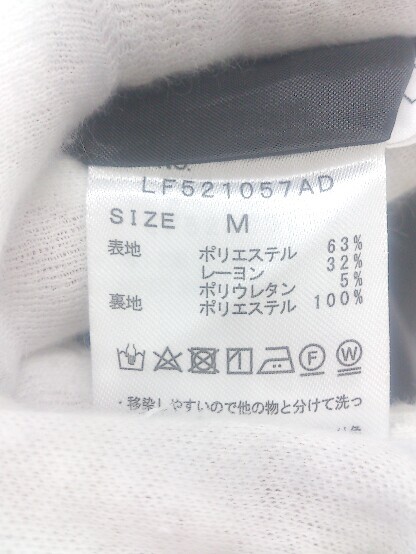 NO.
LF521057AD
SIZE M
表地 ポリエステル 63%
レーヨン 32%
ポリウレタン 5%
裏地 ポリエステル 100%
F W
・移染しやすいので他の物と分けて洗っ